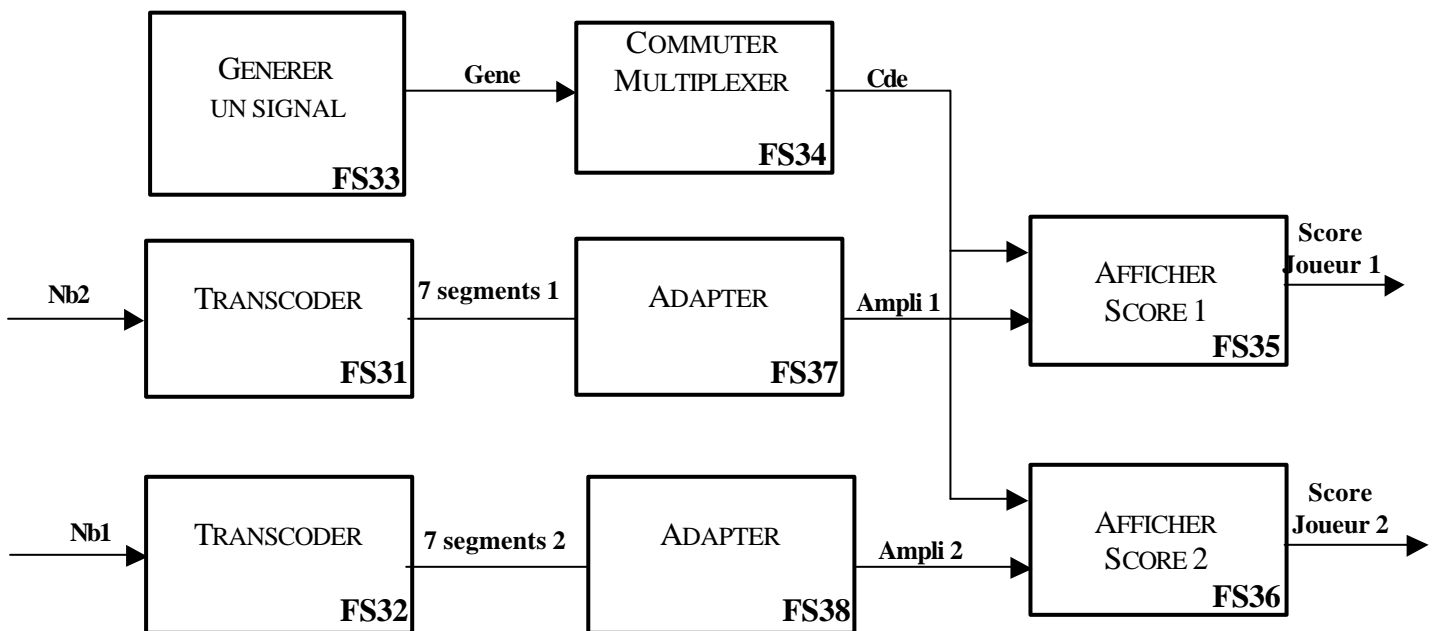 GENERER
UN SIGNAL
FS33
Gene
COMMUTER
MULTIPLEXER
FS34
Cde
Nb2
TRANSCODER
FS31
7 segments 1
ADAPTER
FS37
Ampli 1
AFFICHER
SCORE 1
FS35
Score
Joueur 1
Nb1
TRANSCODER
FS32
7 segments 2
ADAPTER
FS38
Ampli 2
AFFICHER
SCORE 2
FS36
Score
Joueur 2